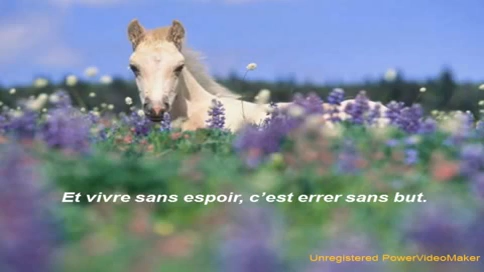 Et vivre sans espoir, c'est errer sans but.
Unregistered PowerVideoMaker